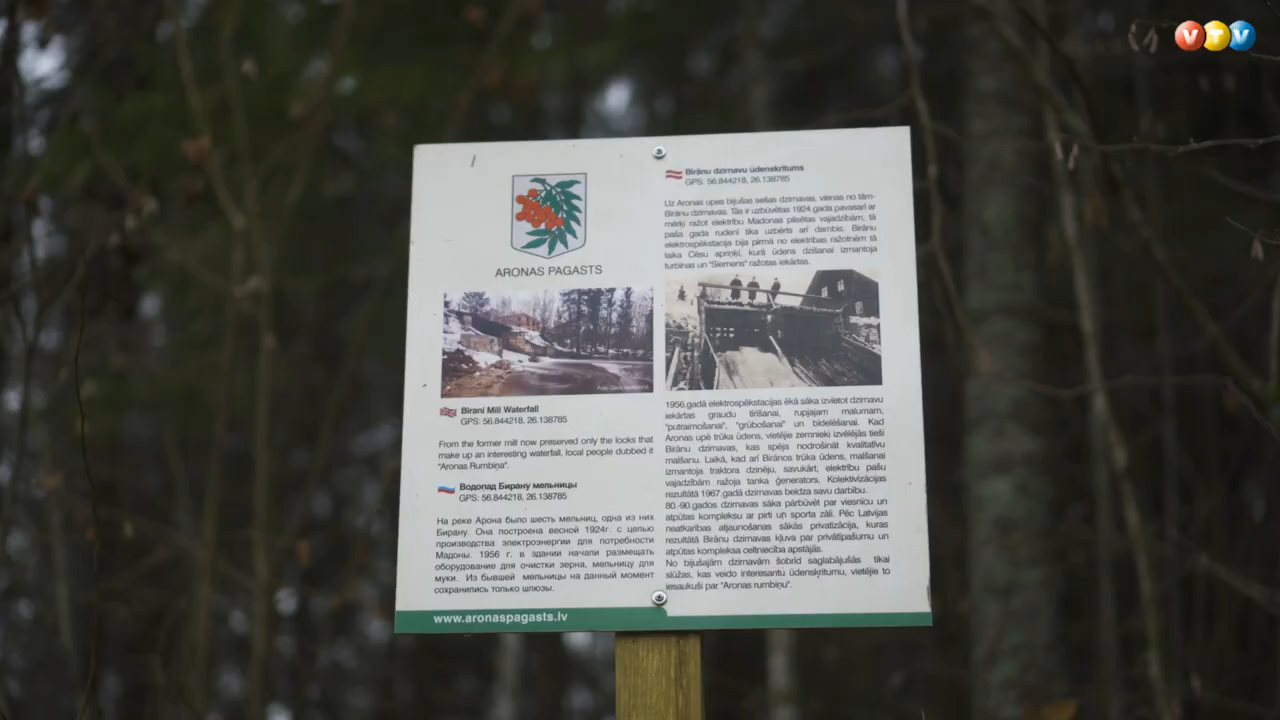 VTV
ARONAS PAGASTS
Birani Mill Waterfall
GPS: 56.844218, 26.138785
From the former mill now preserved only the locks that
make up an interesting waterfall, local people dubbed it
"Aronas Rumbiņa".
Водопад Бирану мельницы
GPS: 56.844218, 26.138785
На реке Арона было шесть мельниц, одна из них
Бирану. Она построена весной 1924г. с целью
производства электроэнергии для потребности
Мадоны. 1956 г. в здании начали размещать
оборудование для очистки зерна, мельницу для
муки. Из бывшей мельницы на данный момент
сохранились только шлюзы.
www.aronaspagasts.lv
Birānu dzirnavu ūdenskritums
GPS: 56.844218, 26.138785
Uz Aronas upes bijušas sešas dzirnavas, vienas no tām-
Birānu dzirnavas. Tās ir uzbūvētas 1924.gada pavasarī ar
mērķi ražot elektrību Madonas pilsētas vajadzībām, tā
paša gada rudenī tika uzbērts arī dambis. Birānu
elektrospēkstacija bija pirmā no elektrības ražotnēm tā
laika Cēsu apriņķī, kurā ūdens dzīšanai izmantoja
turbīnas un "Siemens" ražotas iekārtas.
1956.gadā elektrospēkstacijas ēkā sāka izvietot dzirnavu
iekārtas graudu tīrīšanai, rupjajam malumam,
"putraimošanai", "grūbošanai" un bīdelēšanai. Kad
Aronas upē trūka ūdens, vietējie zemnieki izvēlējās tieši
Birānu dzirnavas, kas spēja nodrošināt kvalitatīvu
malšanu. Laikā, kad arī Birānos trūka ūdens, malšanai
izmantoja traktora dzinēju, savukārt, elektrību pašu
vajadzībām ražoja tanka ģenerators. Kolektivizācijas
rezultātā 1967.gadā dzirnavas beidza savu darbību.
80.-90.gados dzirnavas sāka pārbūvēt par viesnīcu un
atpūtas kompleksu ar pirti un sporta zāli. Pēc Latvijas
neatkarības atjaunošanas sākās privatizācija, kuras
rezultātā Birānu dzirnavas kļuva par privātīpašumu un
atpūtas kompleksa celtniecība apstājās.
No bijušajām dzirnavām šobrīd saglabājušās tikai
slūžas, kas veido interesantu ūdenskritumu, vietējie to
iesaukuši par "Aronas rumbiņu".